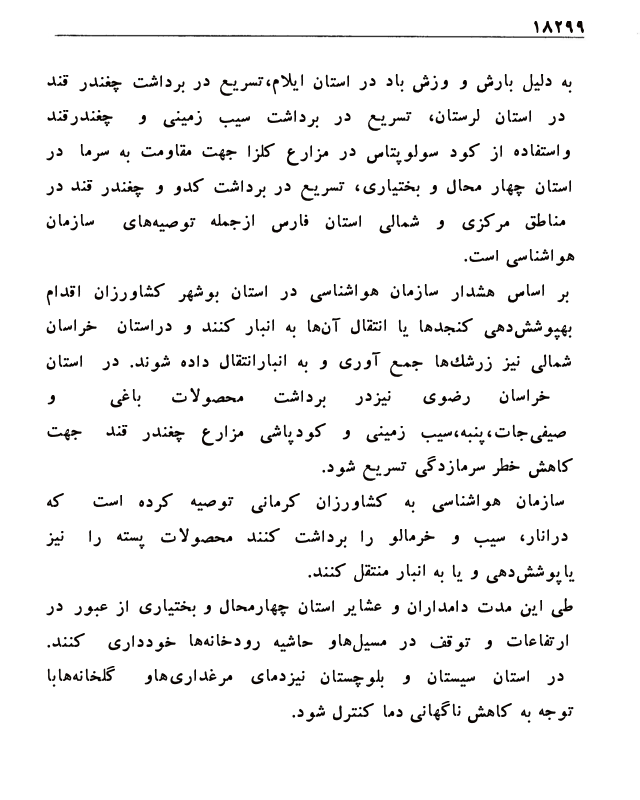 ۱۸۲۹۹
به دلیل بارش و وزش باد در استان ایلام،تسریع در برداشت چغندر قند
در استان لرستان، تسریع در برداشت سیب زمینی و چغندرقند
واستفاده از کود سولوپتاس در مزارع کلزا جهت مقاومت به سرما در
استان چهار محال و بختیاری، تسریع در برداشت کدو و چغندر قند در
مناطق مرکزی و شمالی استان فارس ازجمله توصیه‌های سازمان
هواشناسی است.
بر اساس هشدار سازمان هواشناسی در استان بوشهر کشاورزان اقدام
بهپوشش‌دهی کنجدها یا انتقال آن‌ها به انبار کنند و دراستان خراسان
شمالی نیز زرشك‌ها جمع آوری و به انبارانتقال داده شوند. در استان
خراسان رضوی نیزدر برداشت محصولات باغی و
صیفی‌جات،پنبه،سیب زمینی و کودپاشی مزارع چغندر قند جهت
کاهش خطر سرمازدگی تسریع شود.
سازمان هواشناسی به کشاورزان کرمانی توصیه کرده است که
درانار، سیب و خرمالو را برداشت کنند محصولات پسته را نیز
یاپوشش‌دهی و یا به انبار منتقل کنند.
طی این مدت دامداران و عشایر استان چهارمحال و بختیاری از عبور در
ارتفاعات و توقف در مسیل‌هاو حاشیه رودخانه‌ها خودداری کنند.
در استان سیستان و بلوچستان نیزدمای مرغداری‌هاو گلخانه‌هابا
توجه به کاهش ناگهانی دما کنترل شود.